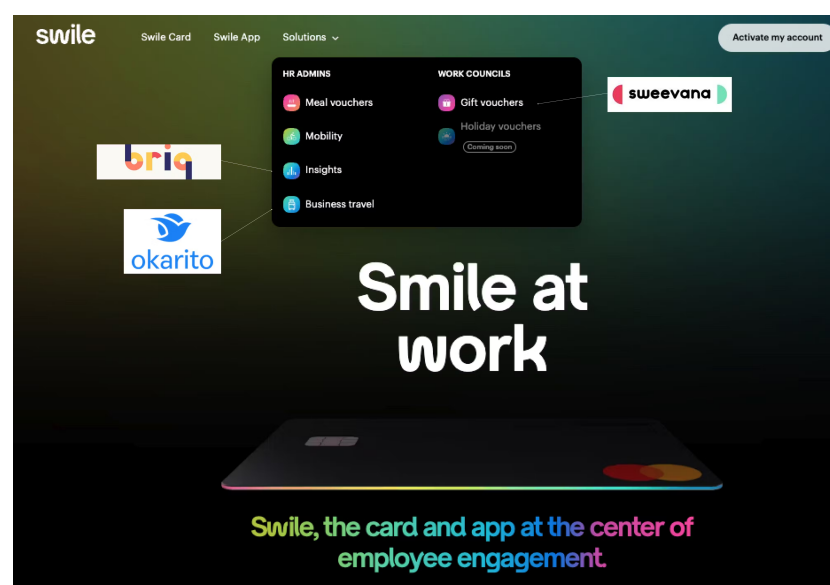 swile
Swile Card
Swile App
Solutions
Activate my account
HR ADMINS
WORK COUNCILS
Meal vouchers
Gift vouchers
sweevana
Mobility
Holiday vouchers
Coming soon
briq
Insights
Business travel
okarito
Smile at
work
Swile, the card and app at the center of
employee engagement.